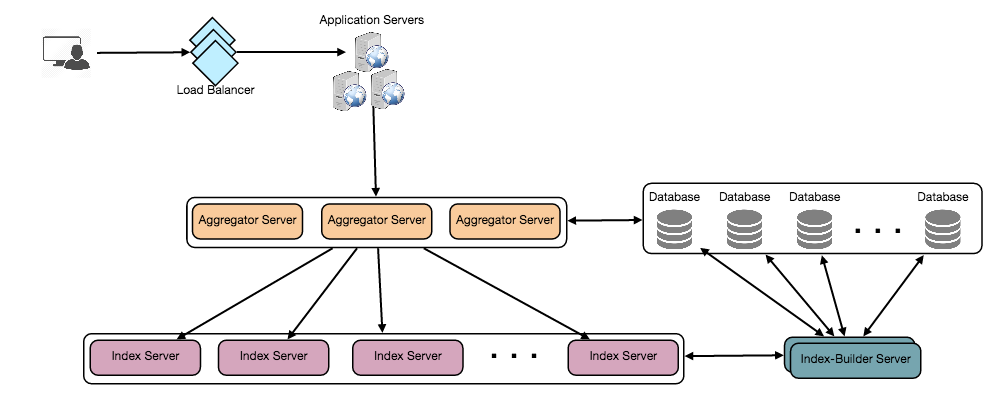 Application Servers
Load Balancer
Aggregator Server
Aggregator Server
Aggregator Server
Database
Database
Database
Database
Index Server
Index Server
Index Server
Index Server
Index-Builder Server